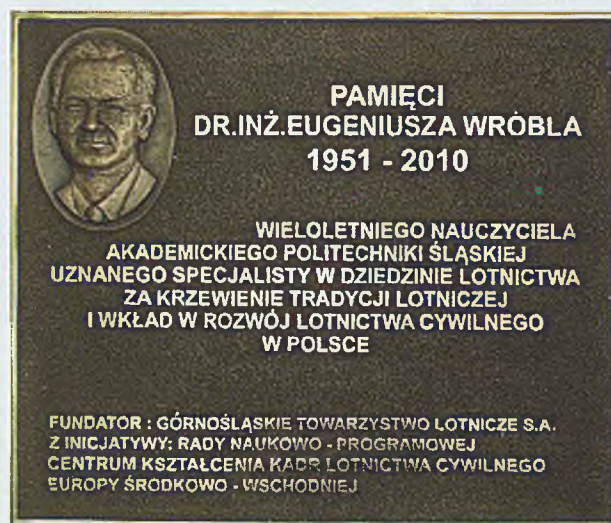 PAMIĘCI
DR.INŻ.EUGENIUSZA WRÓBLA
1951 - 2010
WIELOLETNIEGO NAUCZYCIELA
AKADEMICKIEGO POLITECHNIKI ŚLĄSKIEJ
UZNANEGO SPECJALISTY W DZIEDZINIE LOTNICTWA
ZA KRZEWIENIE TRADYCJI LOTNICZEJ
I WKŁAD W ROZWÓJ LOTNICTWA CYWILNEGO
W POLSCE
FUNDATOR : GÓRNOŚLĄSKIE TOWARZYSTWO LOTNICZE S.A.
Z INICJATYWY: RADY NAUKOWO - PROGRAMOWEJ
CENTRUM KSZTAŁCENIA KADR LOTNICTWA CYWILNEGO
EUROPY ŚRODKOWO - WSCHODNIEJ